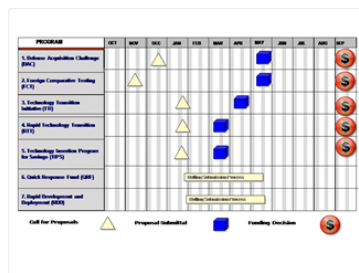 PROGRAM OCT NOV DEC JAN FEB MAR APR MAY JUN JUL AUG SEP
1. Defense Acquisition Challenge
(DAC)
2. Foreign Comparative Testing
(FCT)
3. Technology Transition
Initiative (TTI)
4. Rapid Technology Transition
(RTT)
5. Technology Insertion Program
for Savings (TIPS)
6. Quick Response Fund (QRF)
7. Rapid Development and
Deployment (RDD)
Call for Proposals Proposal Submittal Funding Decision